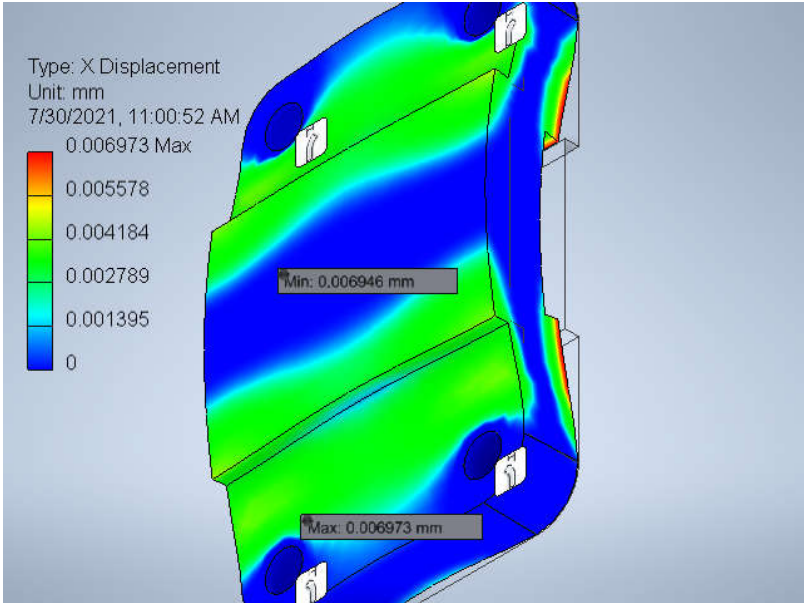 Type: X Displacement
Unit: mm
7/30/2021, 11:00:52 AM
0.006973 Max
0.005578
0.004184
0.002789
0.001395
0
Min: 0.006946 mm
Max: 0.006973 mm